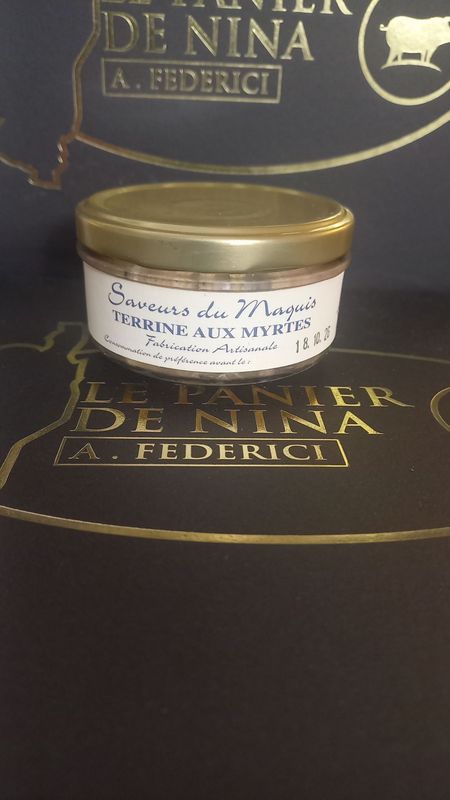 LE PANIER
DE NINA
A. FEDERICI
Saveurs du Maquis
TERRINE AUX MYRTES
Fabrication Artisanale
Consommation de préférence avant le :
18. 10. 26
LE PANIER
DE NINA
A. FEDERICI